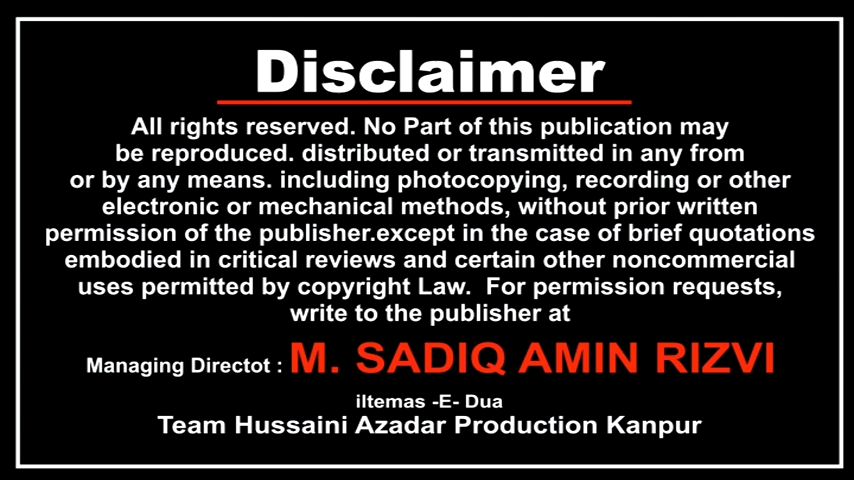 Disclaimer
All rights reserved. No Part of this publication may
be reproduced. distributed or transmitted in any from
or by any means. including photocopying, recording or other
electronic or mechanical methods, without prior written
permission of the publisher.except in the case of brief quotations
embodied in critical reviews and certain other noncommercial
uses permitted by copyright Law. For permission requests,
write to the publisher at
Managing Directot : M. SADIQ AMIN RIZVI
iltemas -E- Dua
Team Hussaini Azadar Production Kanpur